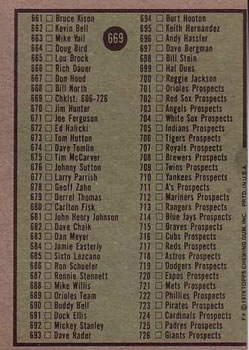 669
661 Bruce Kison
662 Kevin Bell
663 Mike Vail
664 Doug Bird
665 Lou Brock
666 Rich Dauer
667 Don Hood
668 Bill North
669 Chklst: 606-726
670 Jim Hunter
671 Joe Ferguson
672 Ed Halicki
673 Tom Hutton
674 Dave Tomlin
675 Tim McCarver
676 Johnny Sutton
677 Larry Parrish
678 Geoff Zahn
679 Derrel Thomas
680 Carlton Fisk
681 John Henry Johnson
682 Dave Chalk
683 Dan Meyer
684 Jamie Easterly
685 Sixto Lezcano
686 Ron Schueler
687 Rennie Stennett
688 Mike Willis
689 Orioles Team
690 Buddy Bell
691 Dock Ellis
692 Mickey Stanley
693 Dave Rader
694 Burt Hooton
695 Keith Hernandez
696 Andy Hassler
697 Dave Bergman
698 Bill Stein
699 Hal Dues
700 Reggie Jackson
701 Orioles Prospects
702 Red Sox Prospects
703 Angels Prospects
704 White Sox Prospects
705 Indians Prospects
706 Tigers Prospects
707 Royals Prospects
708 Brewers Prospects
709 Twins Prospects
710 Yankees Prospects
711 A's Prospects
712 Mariners Prospects
713 Rangers Prospects
714 Blue Jays Prospects
715 Braves Prospects
716 Cubs Prospects
717 Reds Prospects
718 Astros Prospects
719 Dodgers Prospects
720 Expos Prospects
721 Mets Prospects
722 Phillies Prospects
723 Pirates Prospects
724 Cardinals Prospects
725 Padres Prospects
726 Giants Prospects